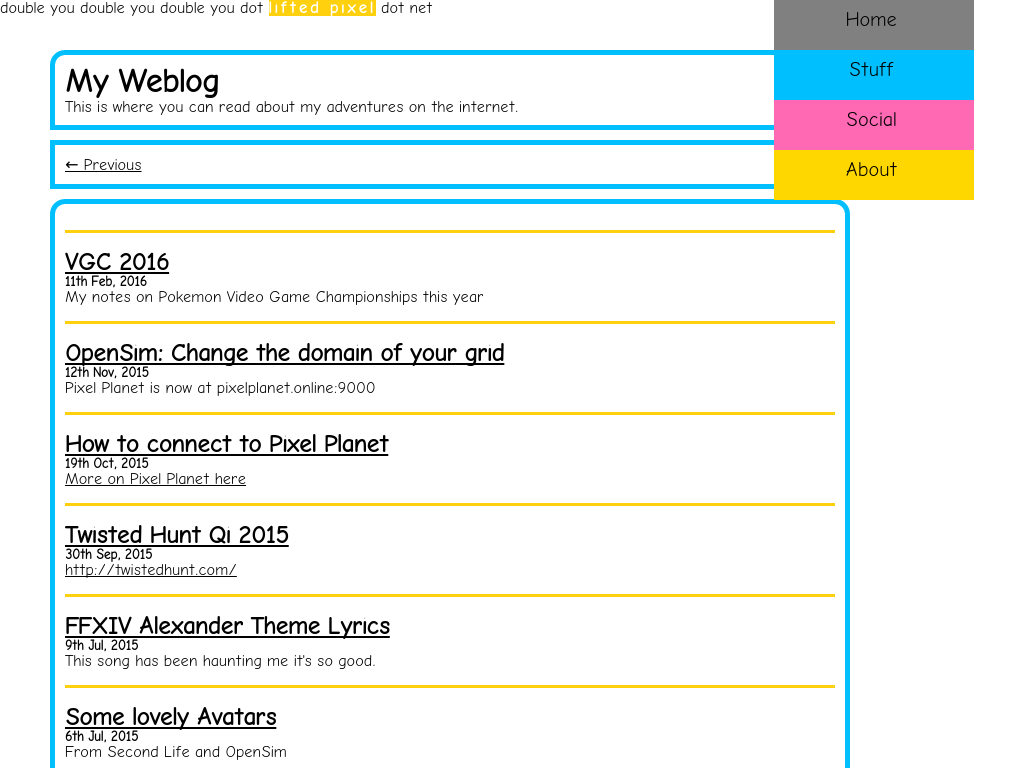 double you double you double you dot lifted pixel dot net
Home
Stuff
Social
About
My Weblog
This is where you can read about my adventures on the internet.
← Previous
VGC 2016
11th Feb, 2016
My notes on Pokemon Video Game Championships this year
OpenSim: Change the domain of your grid
12th Nov, 2015
Pixel Planet is now at pixelplanet.online:9000
How to connect to Pixel Planet
19th Oct, 2015
More on Pixel Planet here
Twisted Hunt Qi 2015
30th Sep, 2015
http://twistedhunt.com/
FFXIV Alexander Theme Lyrics
9th Jul, 2015
This song has been haunting me it's so good.
Some lovely Avatars
6th Jul, 2015
From Second Life and OpenSim